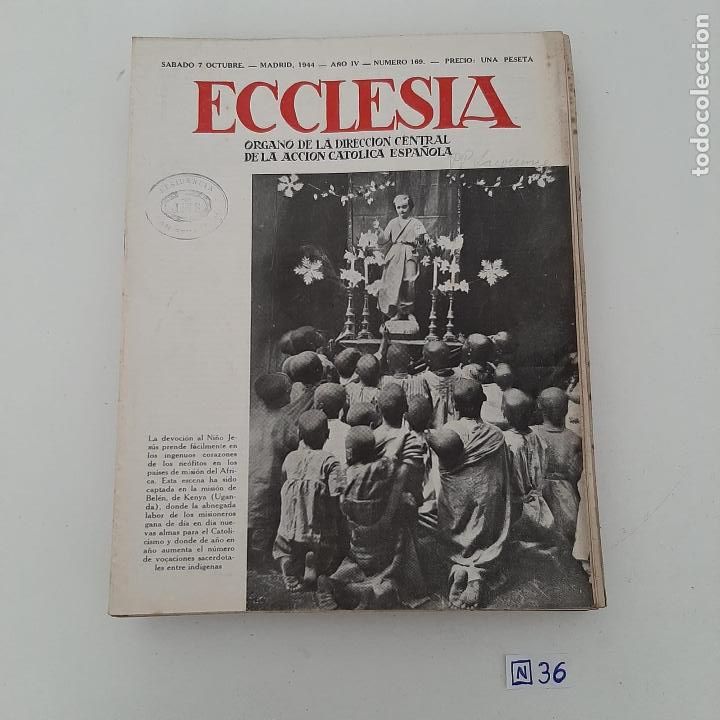 SABADO 7 OCTUBRE. — MADRID, 1944 — AÑO IV — NUMERO 169. — PRECIO: UNA PESETA
ECCLESIA
ORGANO DE LA DIRECCION CENTRAL
DE LA ACCION CATOLICA ESPAÑOLA
RESIDENCIA
La devoción al Niño Je-
sús prende fácilmente en
los ingenuos corazones
de los neófitos en los
países de misión del Afri-
ca. Esta escena ha sido
captada en la misión de
Belén, de Kenya (Ugan-
da), donde la abnegada
labor de los misioneros
gana de día en día nue-
vas almas para el Catoli-
cismo y donde de año en
año aumenta el número
de vocaciones sacerdota-
les entre indígenas
N 36
todocoleccion